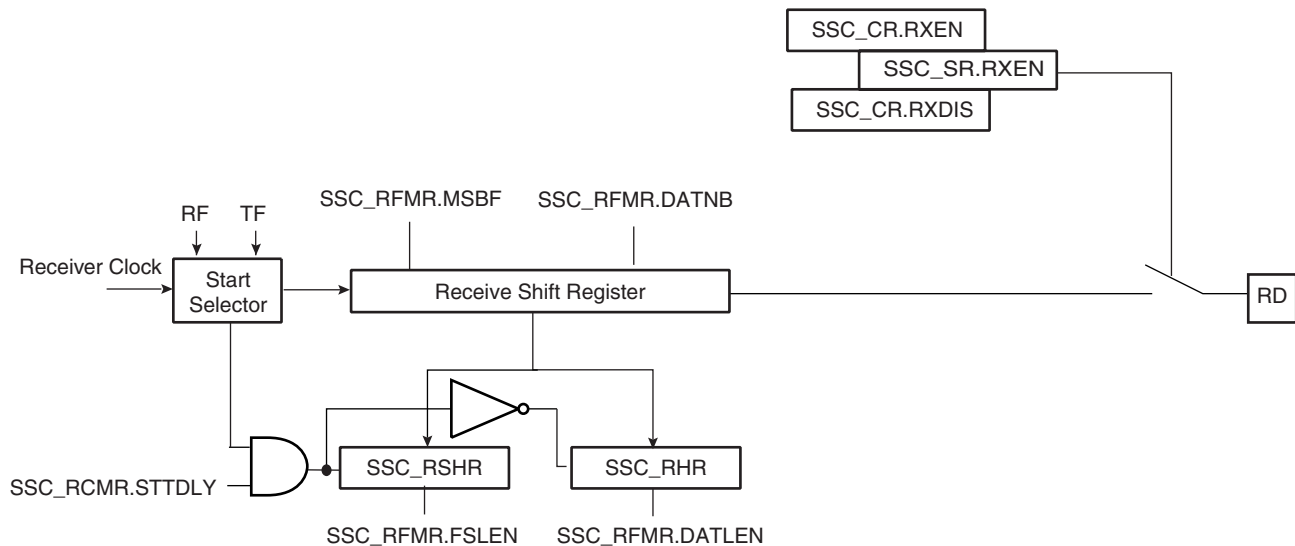 SSC_CR.RXEN
SSC_SR.RXEN
SSC_CR.RXDIS
SSC_RFMR.MSBF
SSC_RFMR.DATNB
RF
TF
Receiver Clock
Start
Selector
Receive Shift Register
RD
SSC_RSHR
SSC_RHR
SSC_RCMR.STTDLY
SSC_RFMR.FSLEN
SSC_RFMR.DATLEN